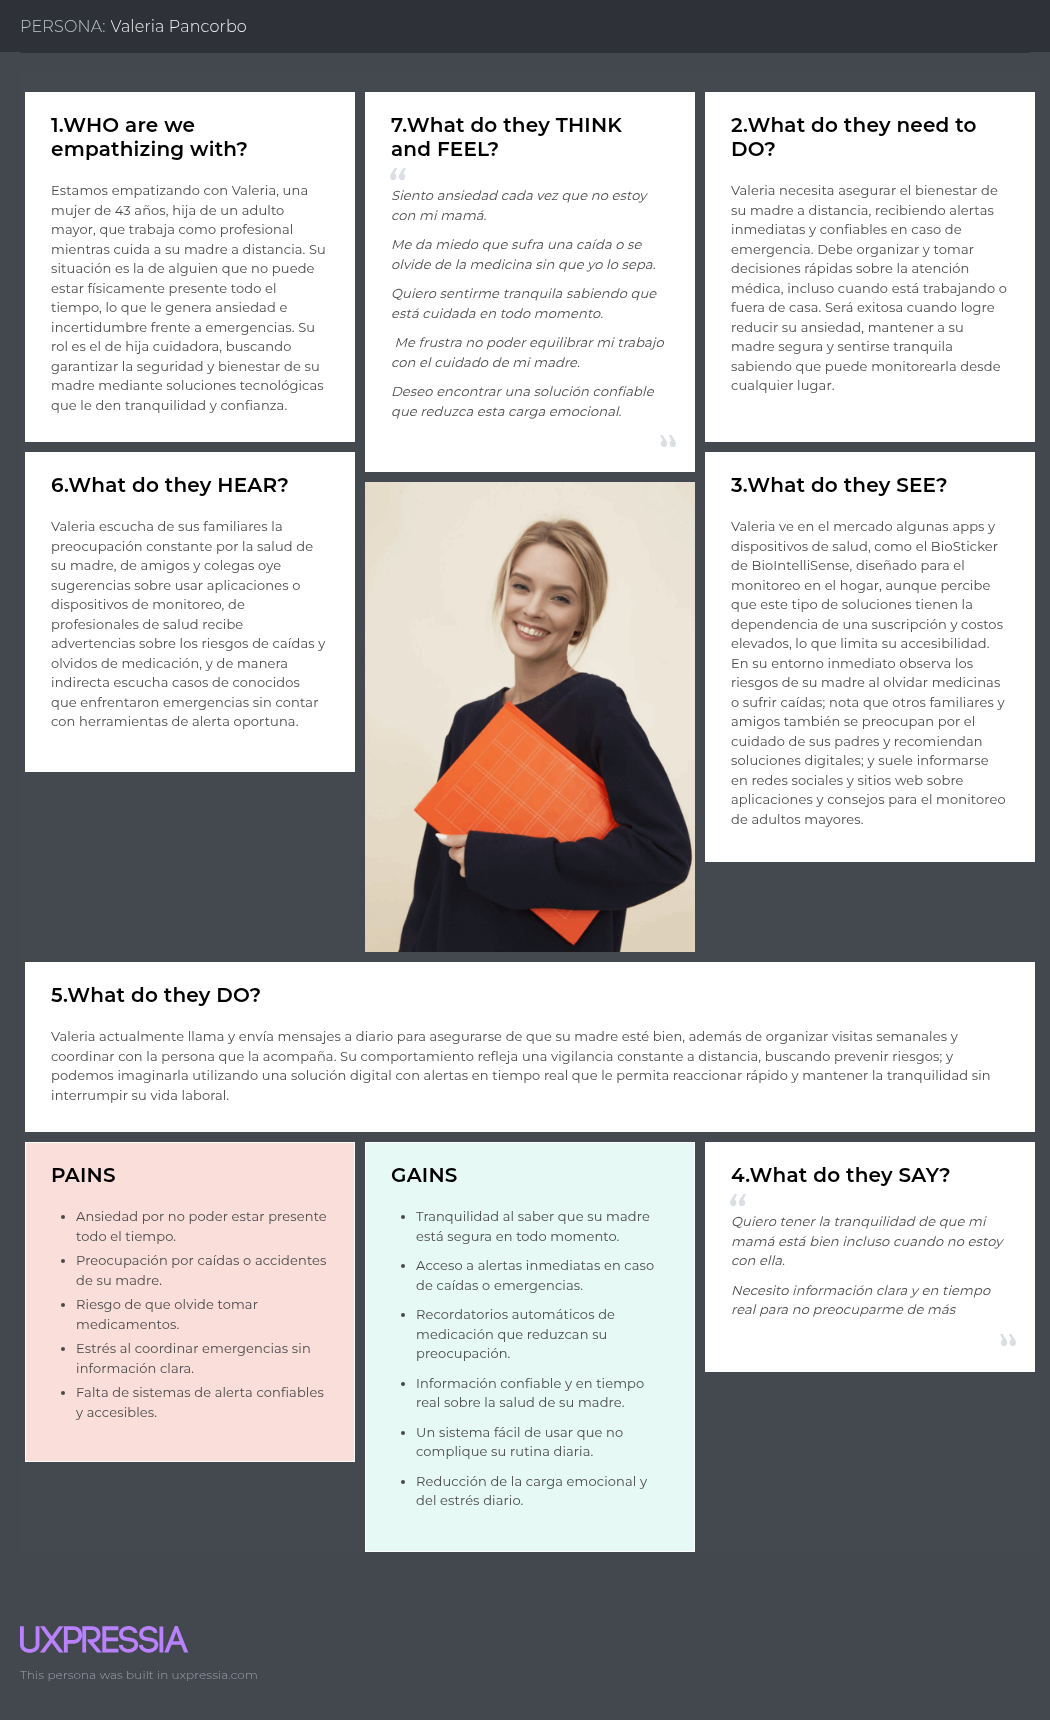 PERSONA: Valeria Pancorbo
1.WHO are we
empathizing with?
Estamos empatizando con Valeria, una
mujer de 43 años, hija de un adulto
mayor, que trabaja como profesional
mientras cuida a su madre a distancia. Su
situación es la de alguien que no puede
estar físicamente presente todo el
tiempo, lo que le genera ansiedad e
incertidumbre frente a emergencias. Su
rol es el de hija cuidadora, buscando
garantizar la seguridad y bienestar de su
madre mediante soluciones tecnológicas
que le den tranquilidad y confianza.
7.What do they THINK
and FEEL?
“
Siento ansiedad cada vez que no estoy
con mi mamá.
Me da miedo que sufra una caída o se
olvide de la medicina sin que yo lo sepa.
Quiero sentirme tranquila sabiendo que
está cuidada en todo momento.
Me frustra no poder equilibrar mi trabajo
con el cuidado de mi madre.
Deseo encontrar una solución confiable
que reduzca esta carga emocional.
”
2.What do they need to
DO?
Valeria necesita asegurar el bienestar de
su madre a distancia, recibiendo alertas
inmediatas y confiables en caso de
emergencia. Debe organizar y tomar
decisiones rápidas sobre la atención
médica, incluso cuando está trabajando o
fuera de casa. Será exitosa cuando logre
reducir su ansiedad, mantener a su
madre segura y sentirse tranquila
sabiendo que puede monitorearla desde
cualquier lugar.
6.What do they HEAR?
Valeria escucha de sus familiares la
preocupación constante por la salud de
su madre, de amigos y colegas oye
sugerencias sobre usar aplicaciones o
dispositivos de monitoreo, de
profesionales de salud recibe
advertencias sobre los riesgos de caídas y
olvidos de medicación, y de manera
indirecta escucha casos de conocidos
que enfrentaron emergencias sin contar
con herramientas de alerta oportuna.
3.What do they SEE?
Valeria ve en el mercado algunas apps y
dispositivos de salud, como el BioSticker
de BioIntelliSense, diseñado para el
monitoreo en el hogar, aunque percibe
que este tipo de soluciones tienen la
dependencia de una suscripción y costos
elevados, lo que limita su accesibilidad.
En su entorno inmediato observa los
riesgos de su madre al olvidar medicinas
o sufrir caídas; nota que otros familiares y
amigos también se preocupan por el
cuidado de sus padres y recomiendan
soluciones digitales; y suele informarse
en redes sociales y sitios web sobre
aplicaciones y consejos para el monitoreo
de adultos mayores.
5.What do they DO?
Valeria actualmente llama y envía mensajes a diario para asegurarse de que su madre esté bien, además de organizar visitas semanales y
coordinar con la persona que la acompaña. Su comportamiento refleja una vigilancia constante a distancia, buscando prevenir riesgos; y
podemos imaginarla utilizando una solución digital con alertas en tiempo real que le permita reaccionar rápido y mantener la tranquilidad sin
interrumpir su vida laboral.
PAINS
• Ansiedad por no poder estar presente
todo el tiempo.
• Preocupación por caídas o accidentes
de su madre.
• Riesgo de que olvide tomar
medicamentos.
• Estrés al coordinar emergencias sin
información clara.
• Falta de sistemas de alerta confiables
y accesibles.
GAINS
• Tranquilidad al saber que su madre
está segura en todo momento.
• Acceso a alertas inmediatas en caso
de caídas o emergencias.
• Recordatorios automáticos de
medicación que reduzcan su
preocupación.
• Información confiable y en tiempo
real sobre la salud de su madre.
• Un sistema fácil de usar que no
complique su rutina diaria.
• Reducción de la carga emocional y
del estrés diario.
4.What do they SAY?
“
Quiero tener la tranquilidad de que mi
mamá está bien incluso cuando no estoy
con ella.
Necesito información clara y en tiempo
real para no preocuparme de más
”
UXPRESSIA
This persona was built in uxpressia.com